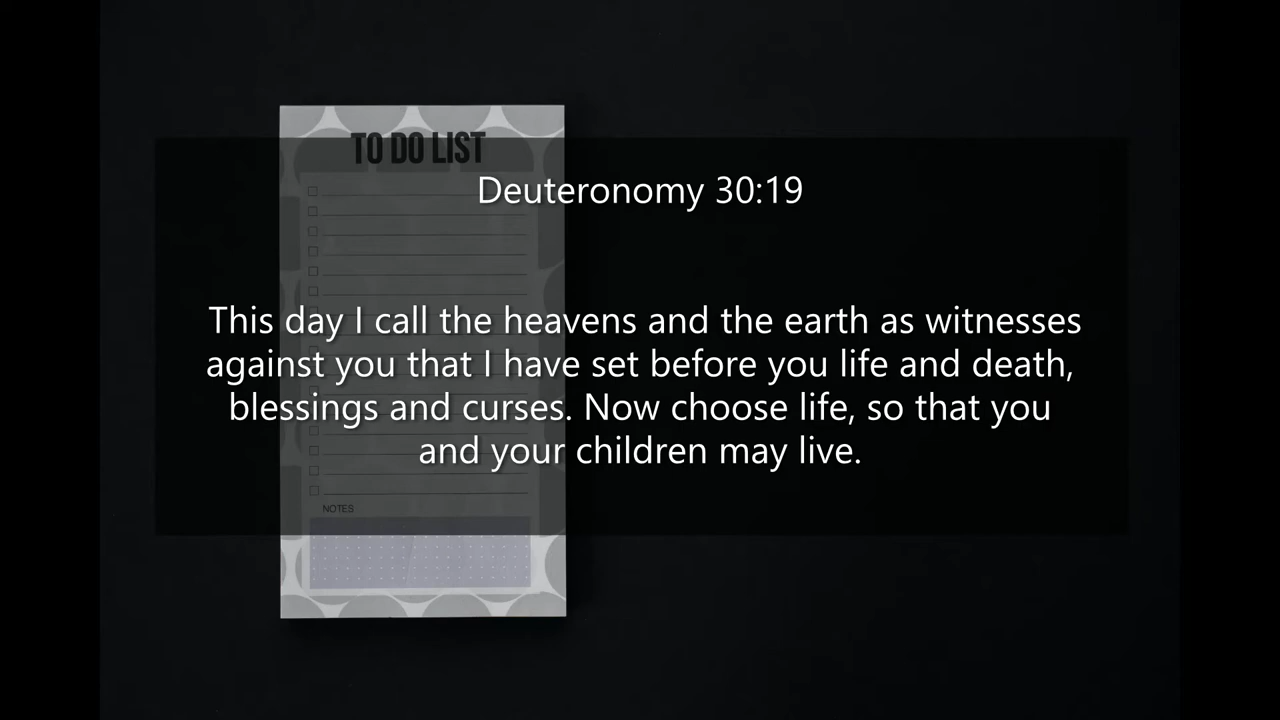 TO DO LIST
Deuteronomy 30:19
This day I call the heavens and the earth as witnesses
against you that I have set before you life and death,
blessings and curses. Now choose life, so that you
and your children may live.
NOTES